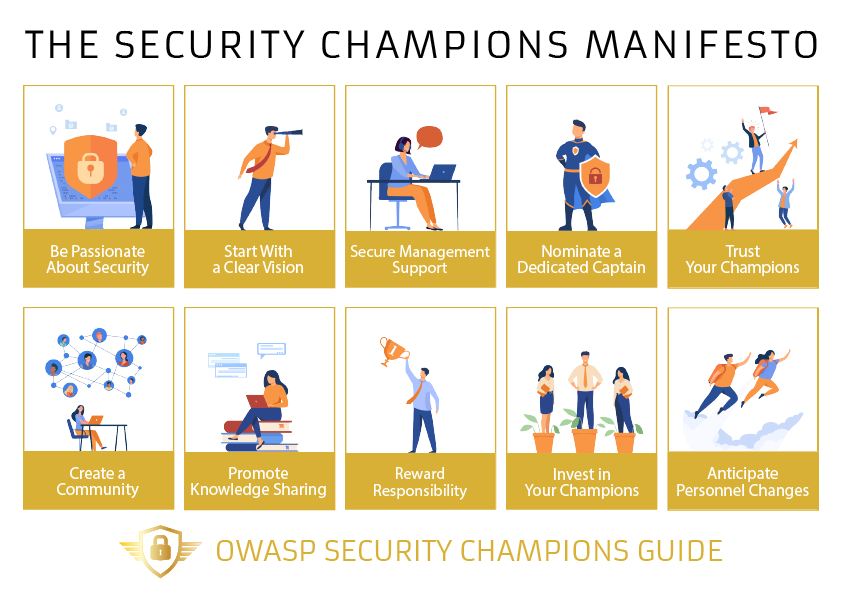 THE SECURITY CHAMPIONS MANIFESTO
Be Passionate
About Security
Start With
a Clear Vision
Secure Management
Support
Nominate a
Dedicated Captain
Trust
Your Champions
Create a
Community
Promote
Knowledge Sharing
Reward
Responsibility
Invest in
Your Champions
Anticipate
Personnel Changes
OWASP SECURITY CHAMPIONS GUIDE